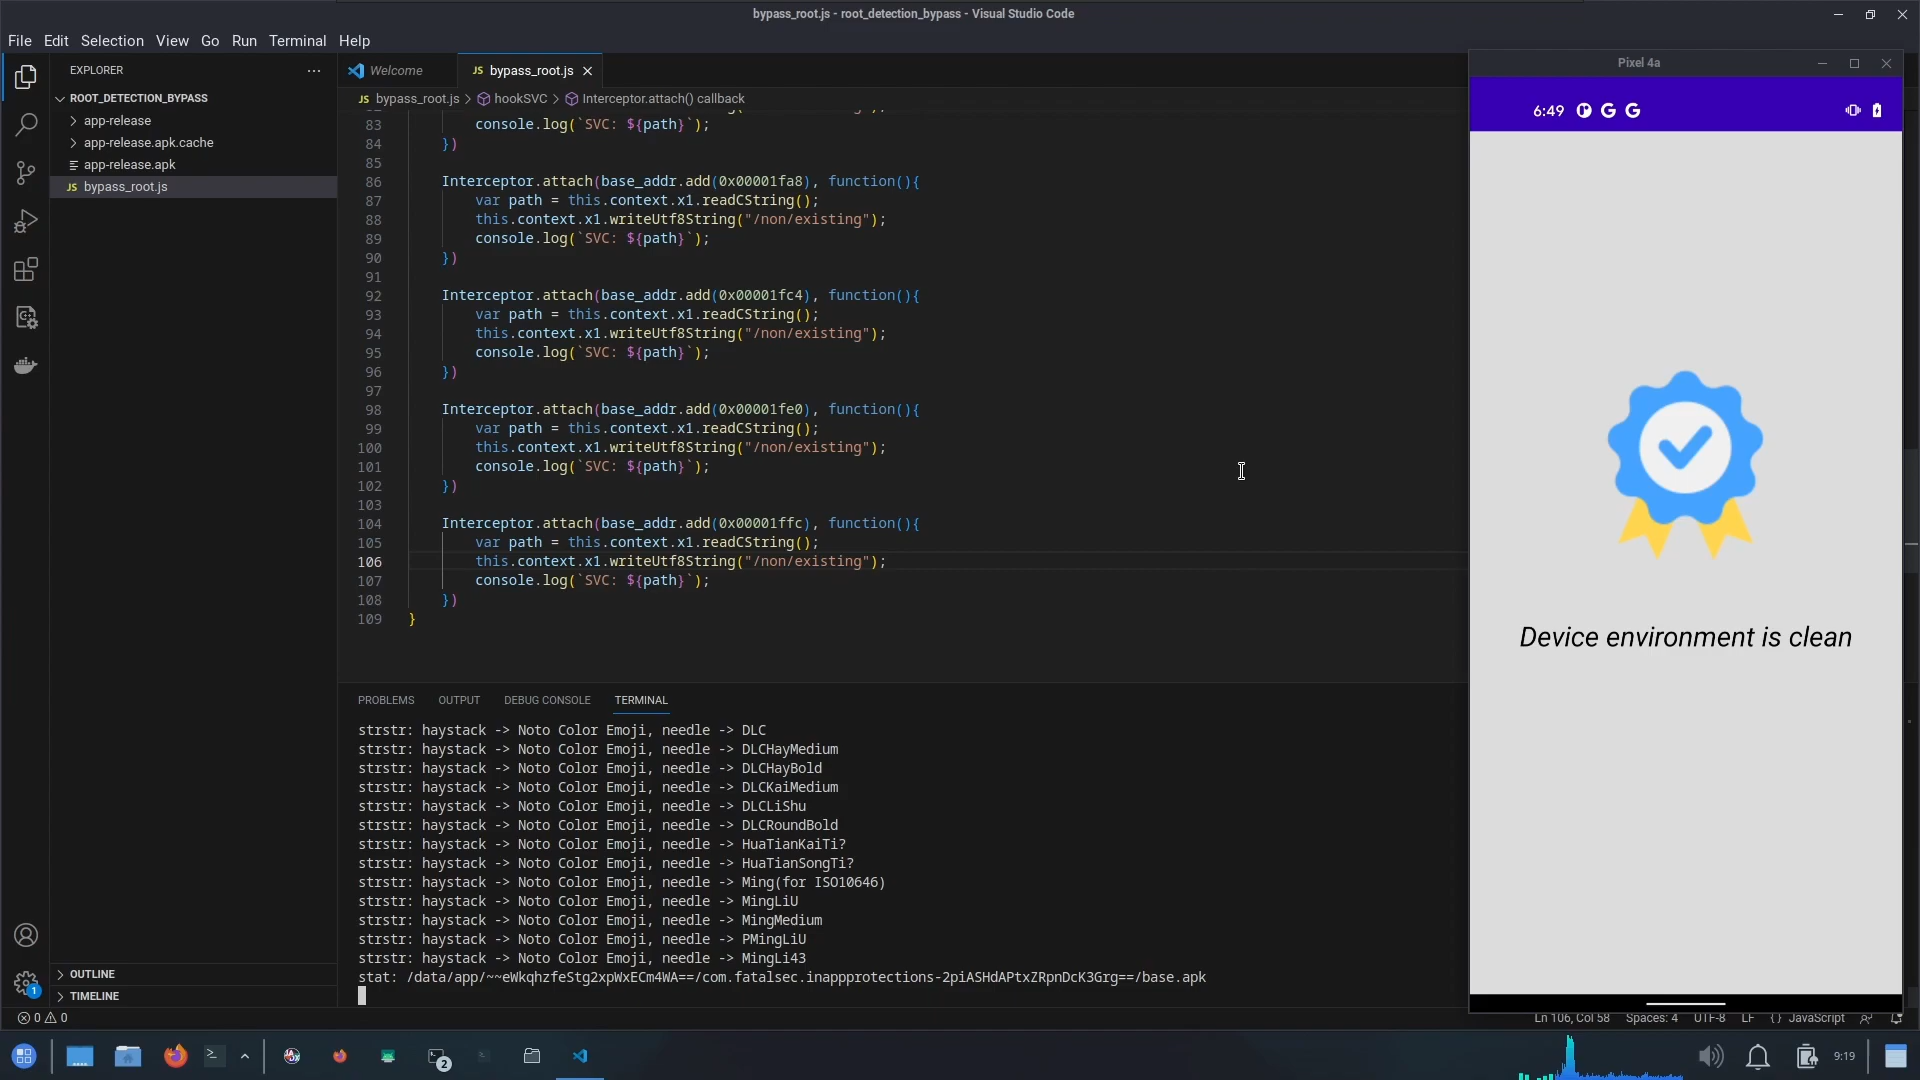 bypass_root.js - root_detection_bypass - Visual Studio Code
File Edit Selection View Go Run Terminal Help
EXPLORER
ROOT_DETECTION_BYPASS
app-release
app-release.apk.cache
app-release.apk
JS bypass_root.js
Welcome
JS bypass_root.js
JS bypass_root.js > hookSVC > Interceptor.attach() callback
83 console.log(`SVC: ${path}`);
84 })
85
86 Interceptor.attach(base_addr.add(0x00001fa8), function(){
87 var path = this.context.x1.readCString();
88 this.context.x1.writeUtf8String("/non/existing");
89 console.log(`SVC: ${path}`);
90 })
91
92 Interceptor.attach(base_addr.add(0x00001fc4), function(){
93 var path = this.context.x1.readCString();
94 this.context.x1.writeUtf8String("/non/existing");
95 console.log(`SVC: ${path}`);
96 })
97
98 Interceptor.attach(base_addr.add(0x00001fe0), function(){
99 var path = this.context.x1.readCString();
100 this.context.x1.writeUtf8String("/non/existing");
101 console.log(`SVC: ${path}`);
102 })
103
104 Interceptor.attach(base_addr.add(0x00001ffc), function(){
105 var path = this.context.x1.readCString();
106 this.context.x1.writeUtf8String("/non/existing");
107 console.log(`SVC: ${path}`);
108 })
109 }
PROBLEMS OUTPUT DEBUG CONSOLE TERMINAL
strstr: haystack -> Noto Color Emoji, needle -> DLC
strstr: haystack -> Noto Color Emoji, needle -> DLCHayMedium
strstr: haystack -> Noto Color Emoji, needle -> DLCHayBold
strstr: haystack -> Noto Color Emoji, needle -> DLCKaiMedium
strstr: haystack -> Noto Color Emoji, needle -> DLCLiShu
strstr: haystack -> Noto Color Emoji, needle -> DLCRoundBold
strstr: haystack -> Noto Color Emoji, needle -> HuaTianKaiTi?
strstr: haystack -> Noto Color Emoji, needle -> HuaTianSongTi?
strstr: haystack -> Noto Color Emoji, needle -> Ming(for ISO10646)
strstr: haystack -> Noto Color Emoji, needle -> MingLiU
strstr: haystack -> Noto Color Emoji, needle -> MingMedium
strstr: haystack -> Noto Color Emoji, needle -> PMingLiU
strstr: haystack -> Noto Color Emoji, needle -> MingLi43
stat: /data/app/~~eWkqhzfeStg2xpWxECm4WA==/com.fatalsec.inappprotections-2piASHdAPtxZRpnDcK3Grg==/base.apk
Pixel 4a
6:49 G G
Device environment is clean
OUTLINE
TIMELINE
1
0 0
Ln 106, Col 58 Spaces: 4 UTF-8 LF {} JavaScript
2
9:19